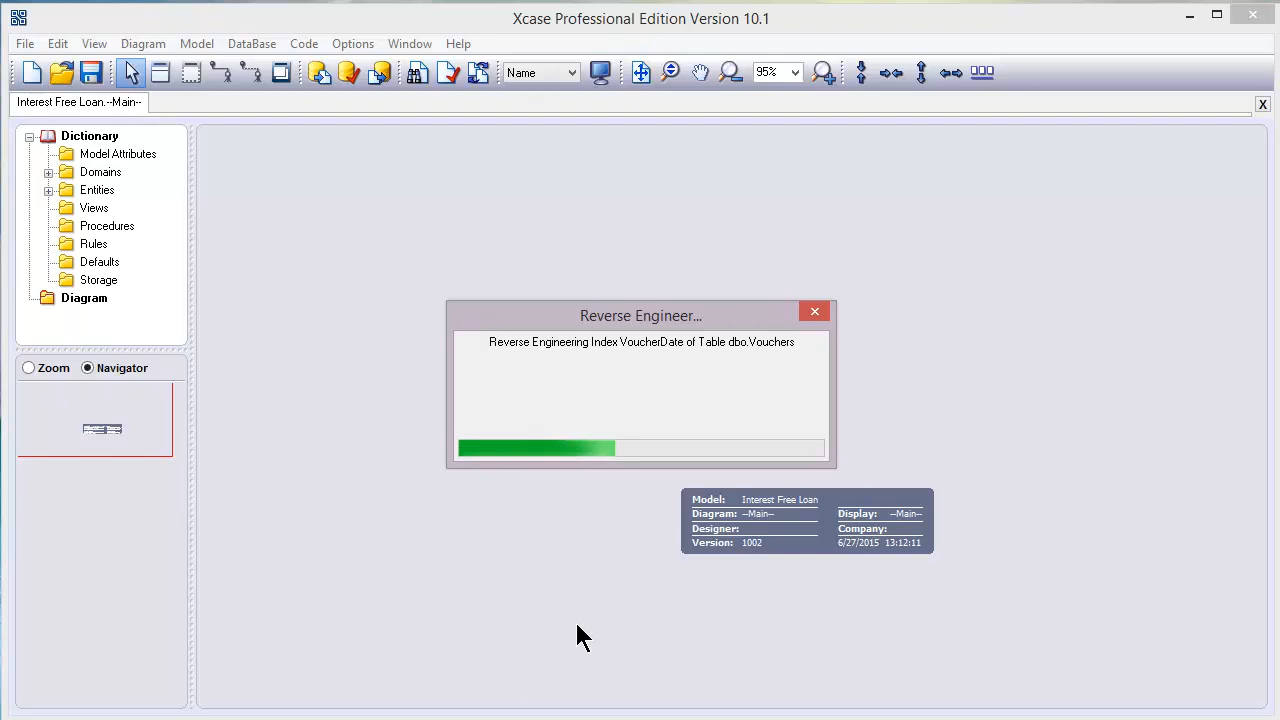 Xcase Professional Edition Version 10.1
File Edit View Diagram Model DataBase Code Options Window Help
Name 95%
Interest Free Loan.--Main--
X
Dictionary
Model Attributes
Domains
Entities
Views
Procedures
Rules
Defaults
Storage
Diagram
Zoom Navigator
Reverse Engineer...
Reverse Engineering Index VoucherDate of Table dbo.Vouchers
Model: Interest Free Loan
Diagram: --Main-- Display: --Main--
Designer: Company:
Version: 1002 6/27/2015 13:12:11